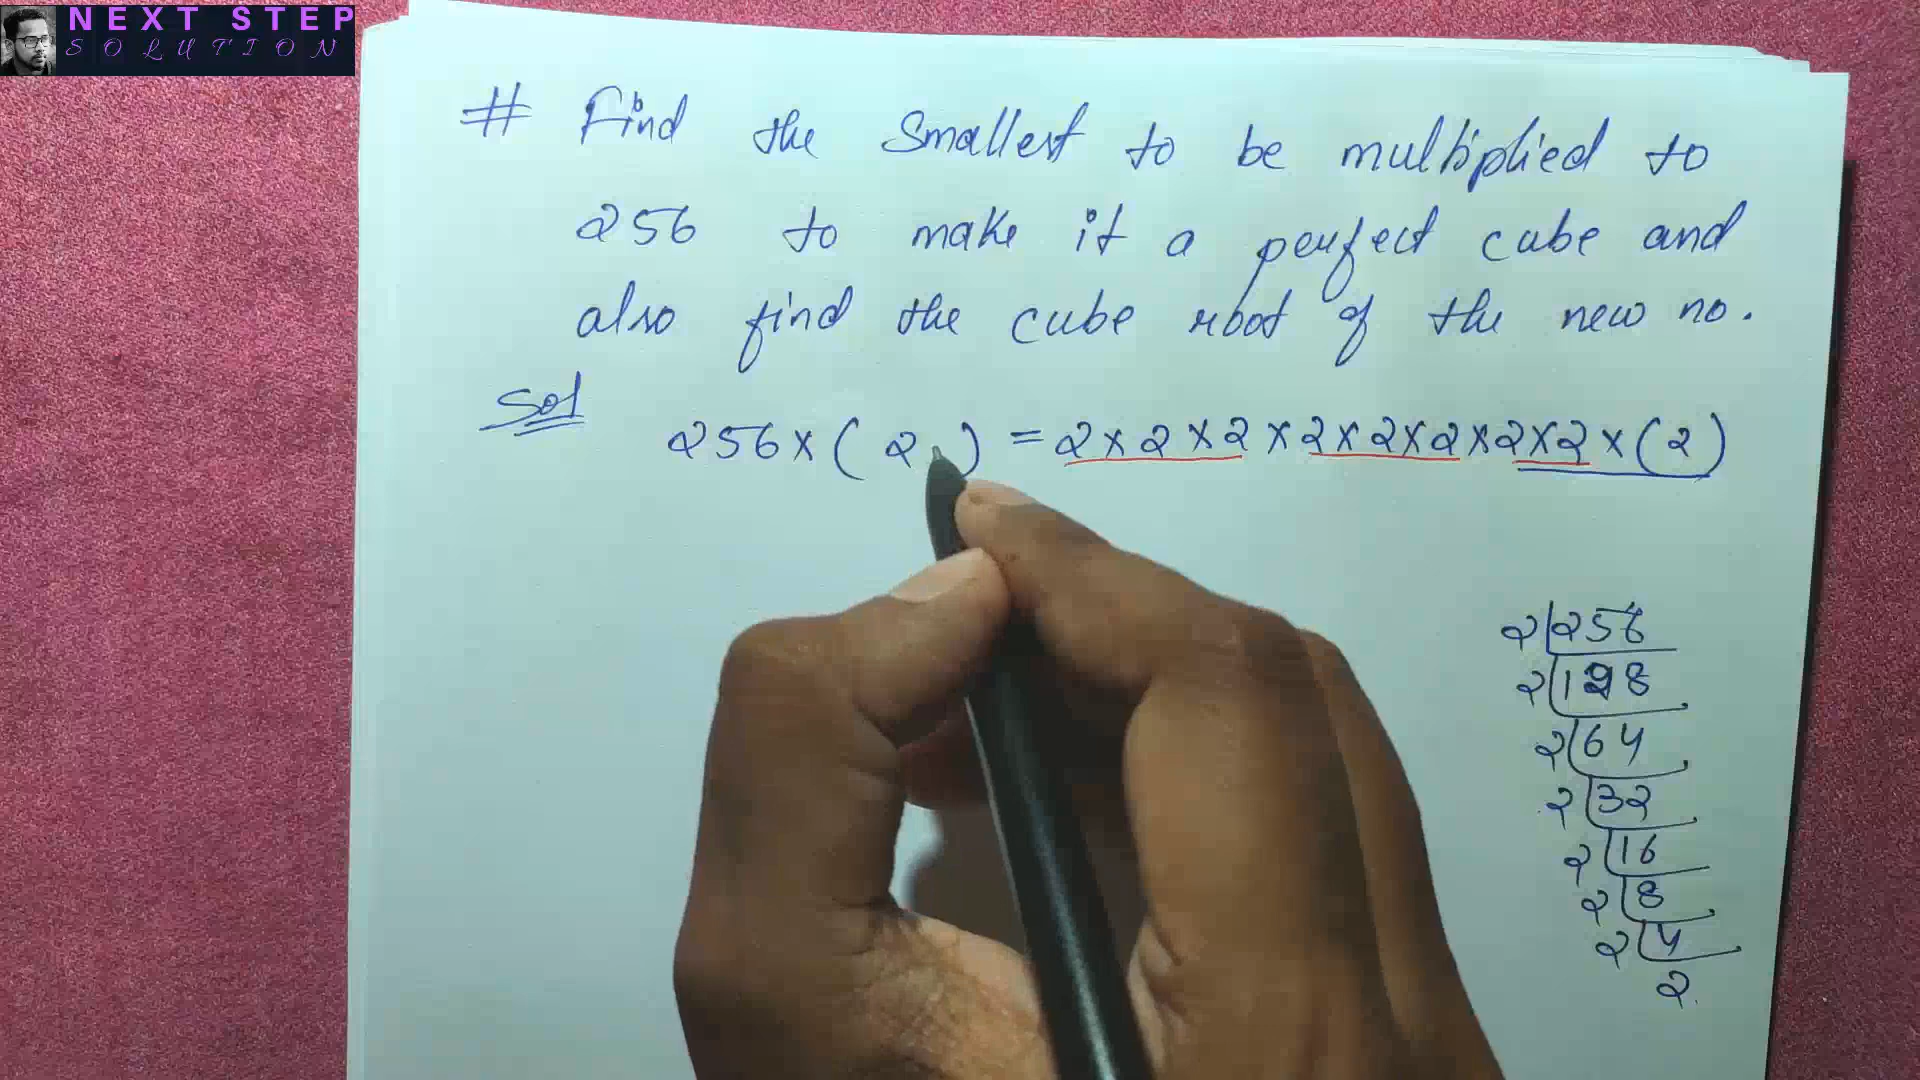 NEXT STEP
SOLUTION
# Find the Smallest to be multiplied to
256 to make it a perfect cube and
also find the cube root of the new no.
Sol
256 × ( 2 ) = 2 × 2 × 2 × 2 × 2 × 2 × 2 × 2 × (2)
2 256
2 128
2 64
2 32
2 16
2 8
2 4
2